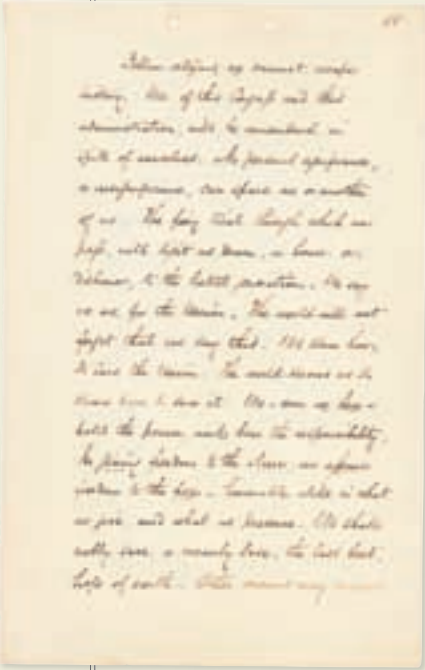 Fellow citizens, we cannot escape
history. We of this Congress and this
administration, will be remembered in
spite of ourselves. No personal significance,
or insignificance, can spare one or another
of us. The fiery trial through which we
pass, will light us down, in honor or
dishonor, to the latest generation. We say
we are for the Union. The world will not
forget that we say this. We know how
to save the Union. The world knows we do
know how to save it. We - even we here -
hold the power, and bear the responsibility.
In giving freedom to the slave, we assure
freedom to the free - honorable alike in what
we give, and what we preserve. We shall
nobly save, or meanly lose, the last best,
hope of earth. Other means may